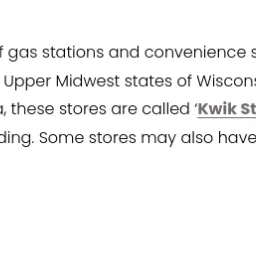 f gas stations and convenience s
Upper Midwest states of Wiscons
, these stores are called ‘Kwik St
ding. Some stores may also have